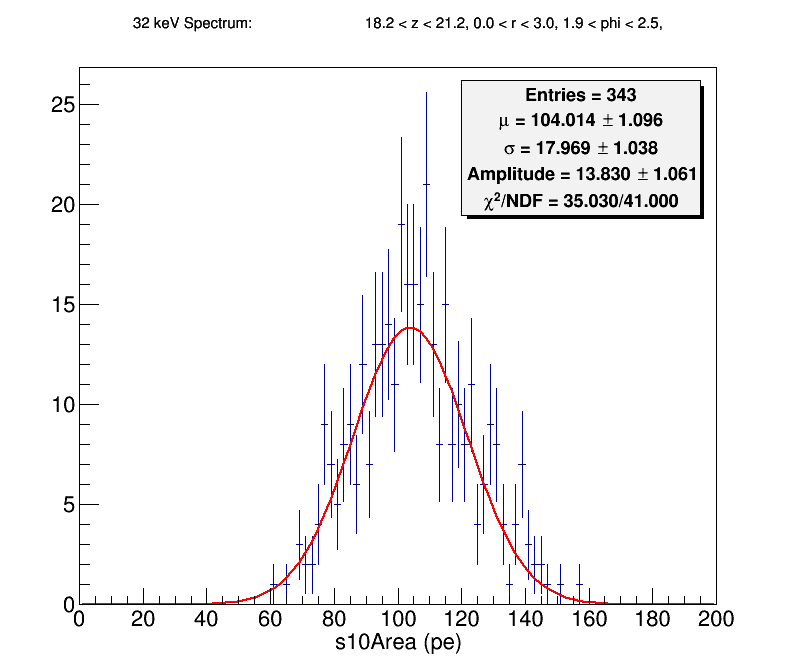 32 keV Spectrum: 18.2 < z < 21.2, 0.0 < r < 3.0, 1.9 < phi < 2.5,
Entries = 343
μ = 104.014 ± 1.096
σ = 17.969 ± 1.038
Amplitude = 13.830 ± 1.061
χ²/NDF = 35.030/41.000
25
20
15
10
5
0
0 20 40 60 80 100 120 140 160 180 200
s10Area (pe)